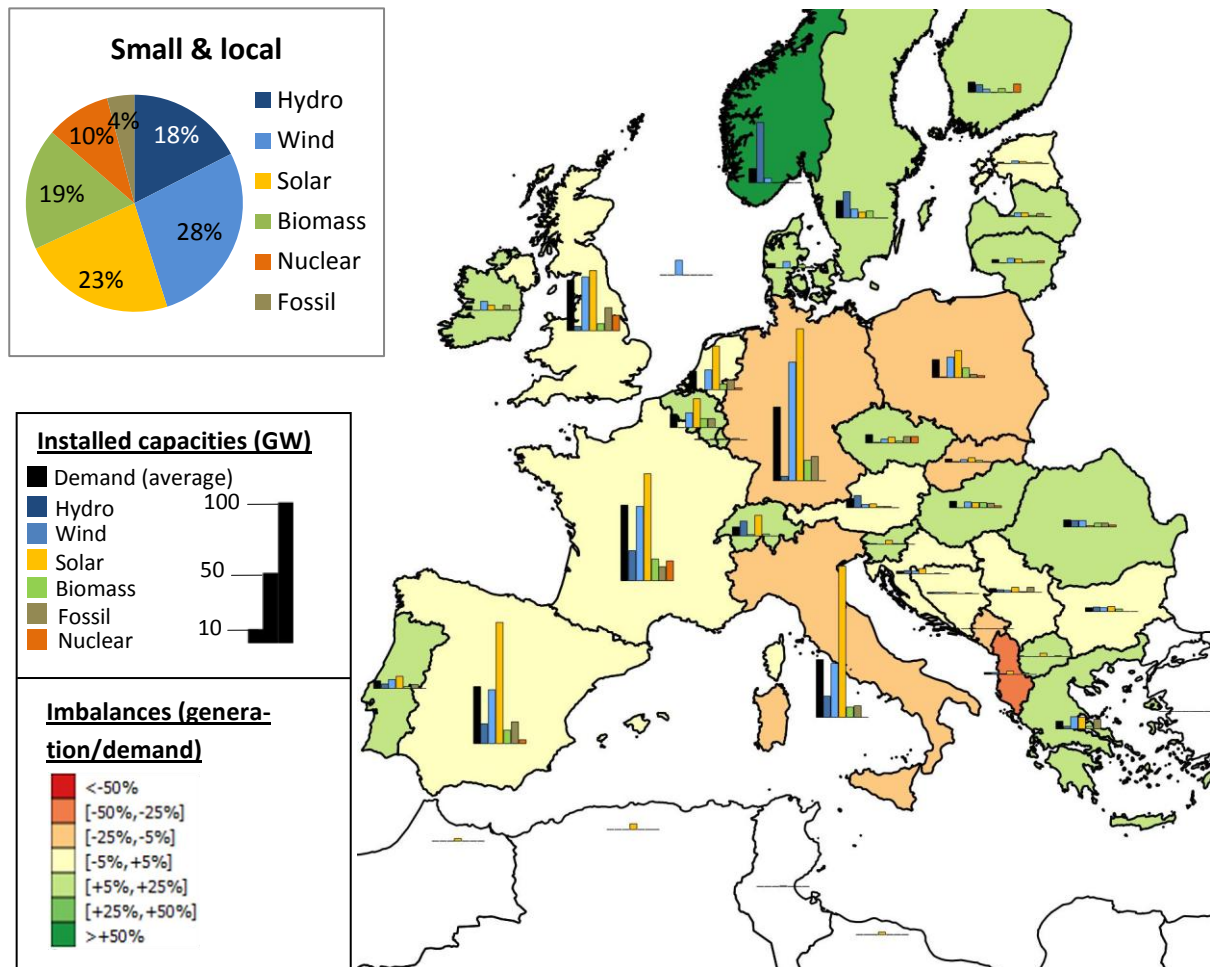 Small & local
Hydro
Wind
Solar
Biomass
Nuclear
Fossil
4%
18%
10%
19%
28%
23%
Installed capacities (GW)
Demand (average)
Hydro
Wind
Solar
Biomass
Fossil
Nuclear
100
50
10
Imbalances (genera-
tion/demand)
<-50%
[-50%,-25%]
[-25%,-5%]
[-5%,+5%]
[+5%,+25%]
[+25%,+50%]
>+50%